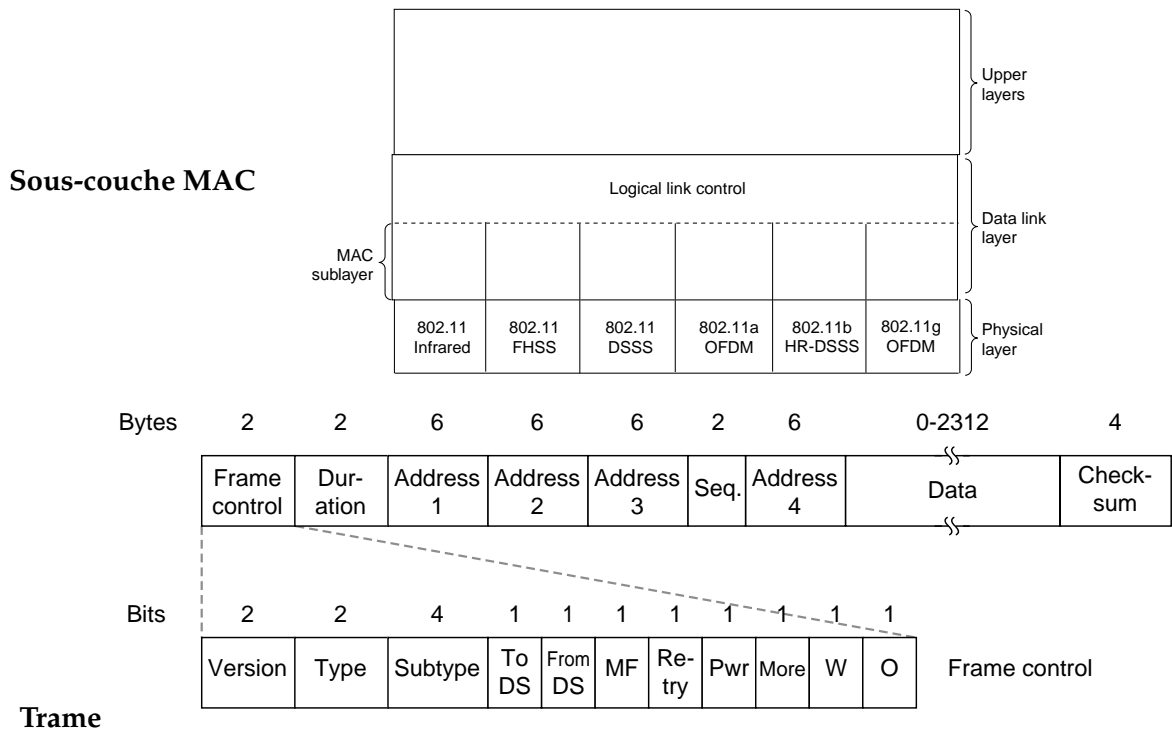 Upper
layers
Sous-couche MAC
Logical link control
Data link
layer
MAC
sublayer
802.11
Infrared
802.11
FHSS
802.11
DSSS
802.11a
OFDM
802.11b
HR-DSSS
802.11g
OFDM
Physical
layer
Bytes 2 2 6 6 6 2 6 0-2312 4
Frame
control
Dur-
ation
Address
1
Address
2
Address
3
Seq.
Address
4
Data
Check-
sum
Bits 2 2 4 1 1 1 1 1 1 1 1
Version
Type
Subtype
To
DS
From
DS
MF
Re-
try
Pwr
More
W
O
Frame control
Trame